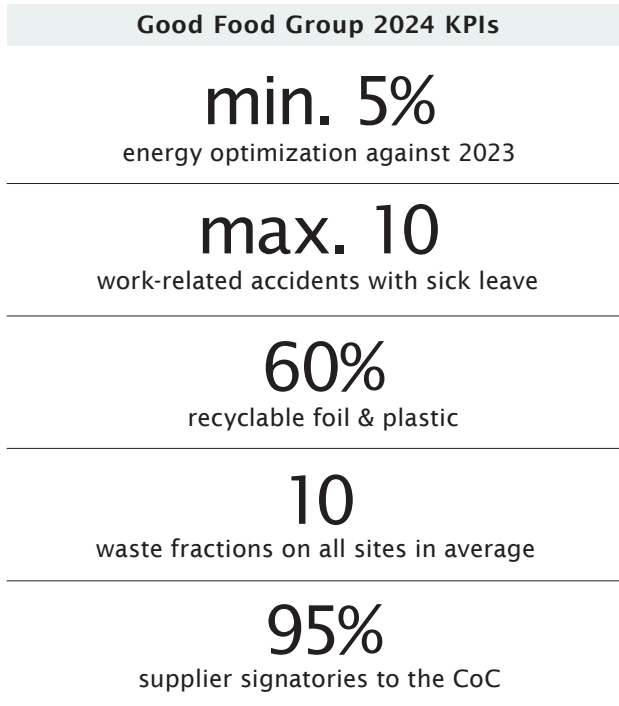 Good Food Group 2024 KPIs
min. 5%
energy optimization against 2023
max. 10
work-related accidents with sick leave
60%
recyclable foil & plastic
10
waste fractions on all sites in average
95%
supplier signatories to the CoC